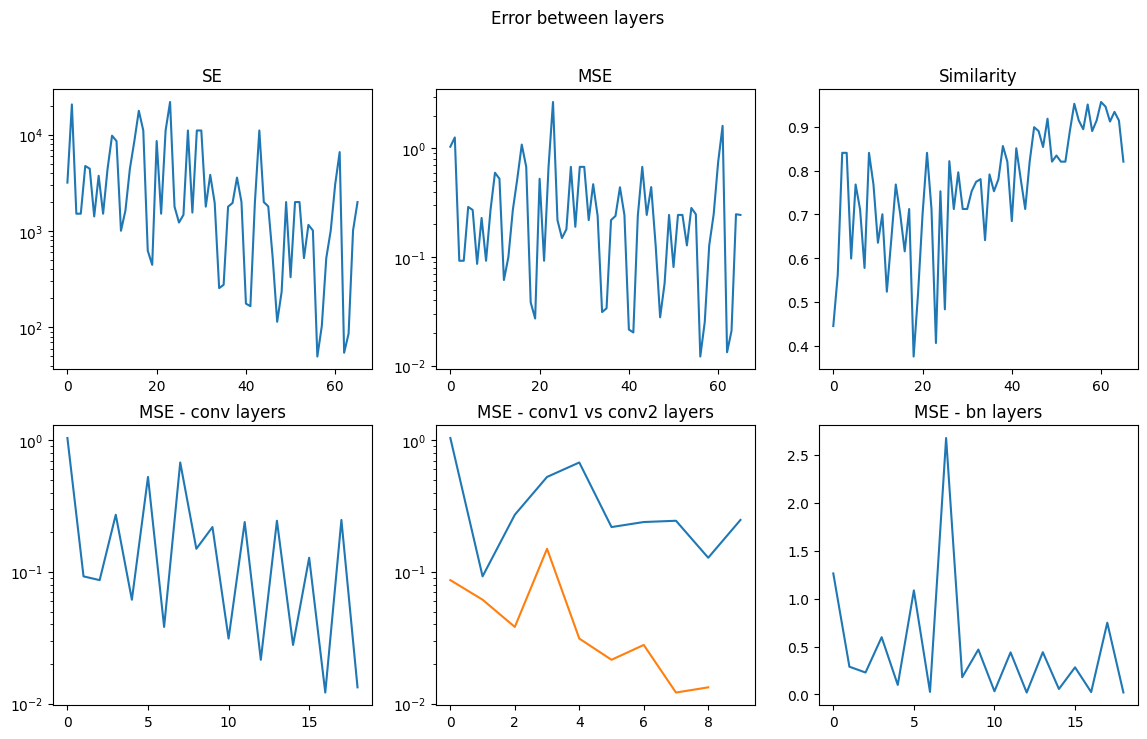 Error between layers
SE
MSE
Similarity
10^4
10^3
10^2
0 20 40 60
10^0
10^-1
10^-2
0 20 40 60
0.9
0.8
0.7
0.6
0.5
0.4
0 20 40 60
MSE - conv layers
MSE - conv1 vs conv2 layers
MSE - bn layers
10^0
10^-1
10^-2
0 5 10 15
10^0
10^-1
10^-2
0 2 4 6 8
2.5
2.0
1.5
1.0
0.5
0.0
0 5 10 15